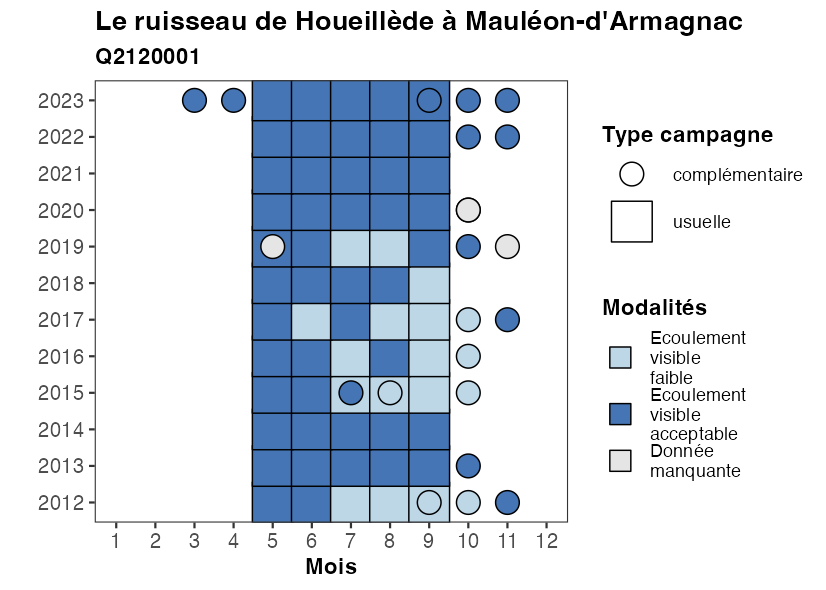 Le ruisseau de Houeillède à Mauléon-d'Armagnac
Q2120001
2023
2022
2021
2020
2019
2018
2017
2016
2015
2014
2013
2012
1 2 3 4 5 6 7 8 9 10 11 12
Mois
Type campagne
complémentaire
usuelle
Modalités
Ecoulement
visible
faible
Ecoulement
visible
acceptable
Donnée
manquante